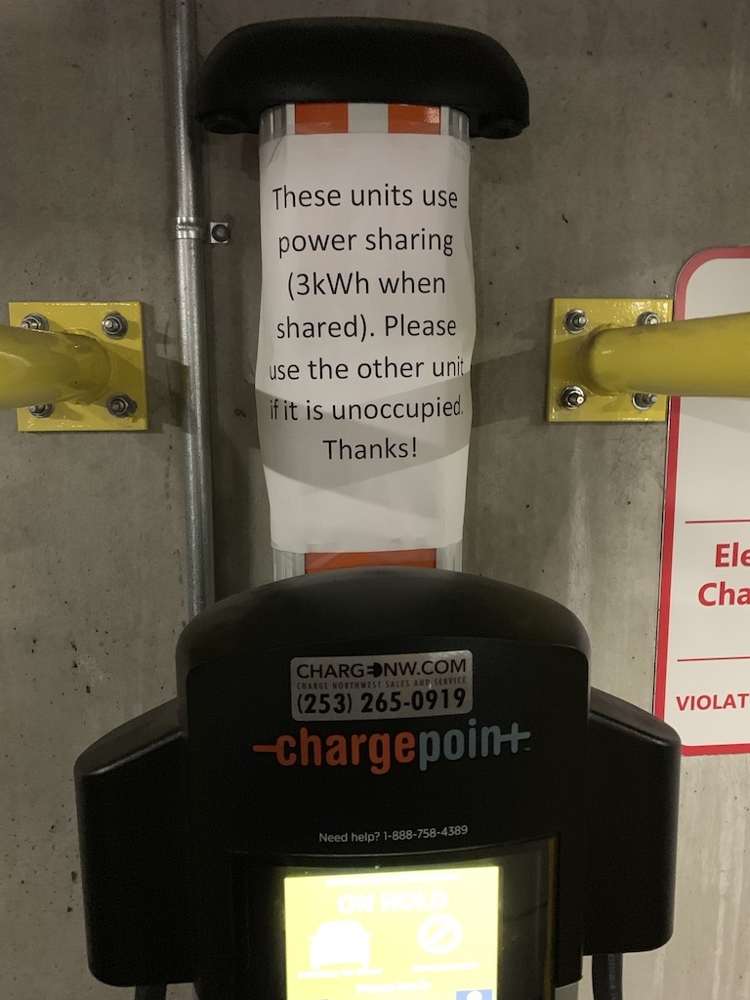 These units use
power sharing
(3kWh when
shared). Please
use the other unit
if it is unoccupied.
Thanks!
CHARGENW.COM
CHARGE NORTHWEST SALES AND SERVICE
(253) 265-0919
chargepoin+
Need help? 1-888-758-4389
ON HOLD
Ele
Cha
VIOLAT